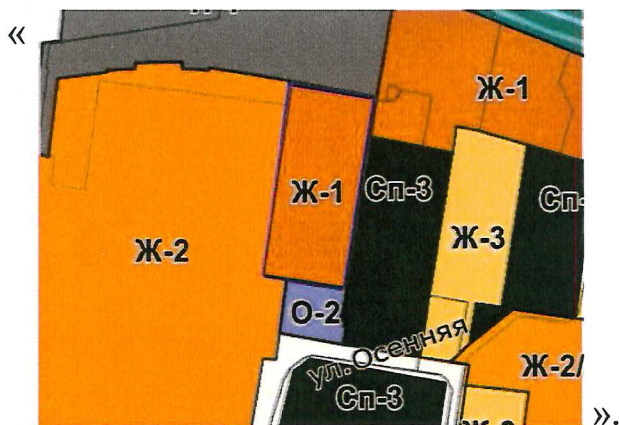 «
Ж-1
Ж-1
Сп-3
Сп-
Ж-3
Ж-2
О-2
ул. Осенняя
Ж-2/
Сп-3
».